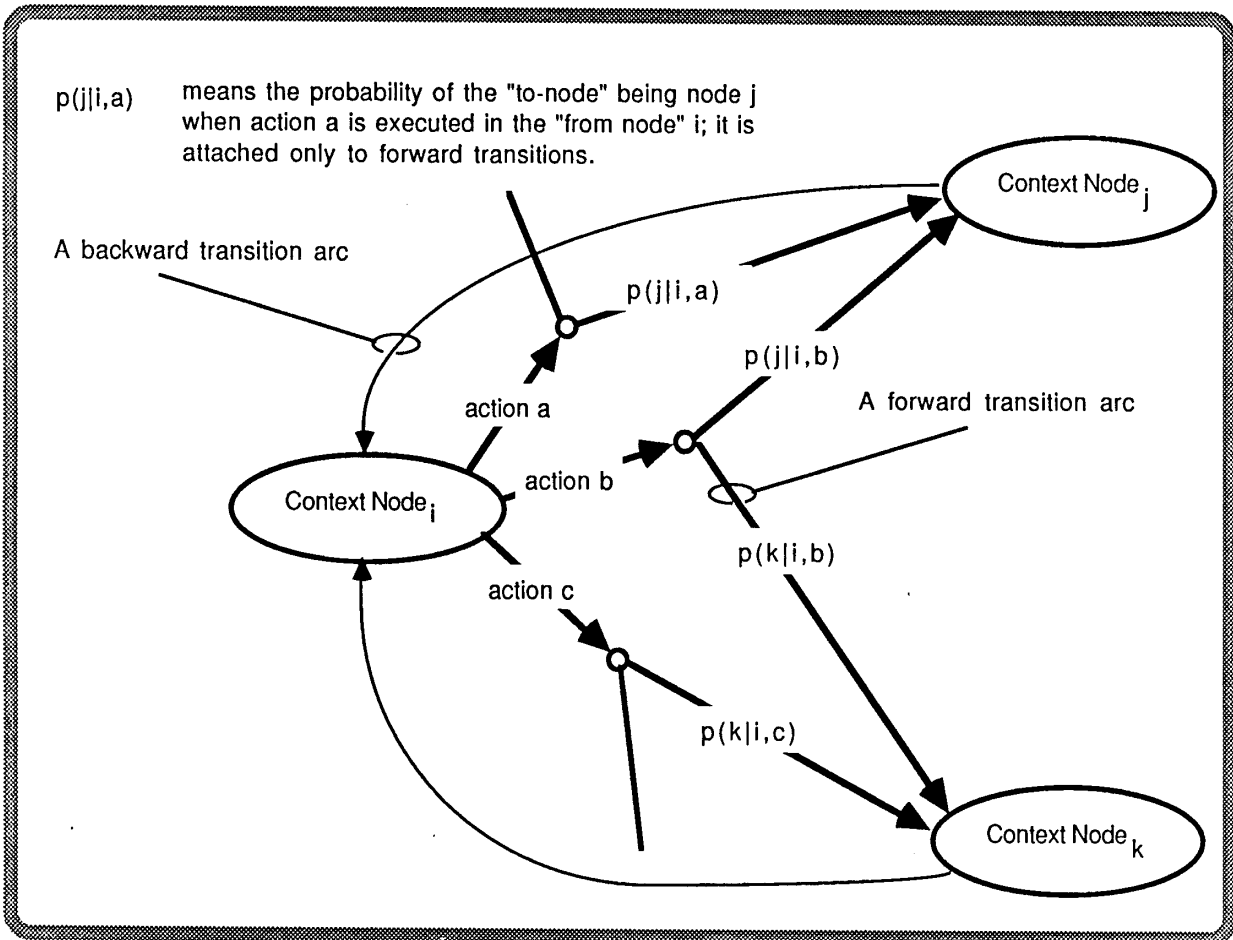 p(j|i,a) means the probability of the "to-node" being node j
when action a is executed in the "from node" i; it is
attached only to forward transitions.
Context Node j
A backward transition arc
p(j|i,a)
p(j|i,b)
action a
A forward transition arc
action b
Context Node i
p(k|i,b)
action c
p(k|i,c)
Context Node k